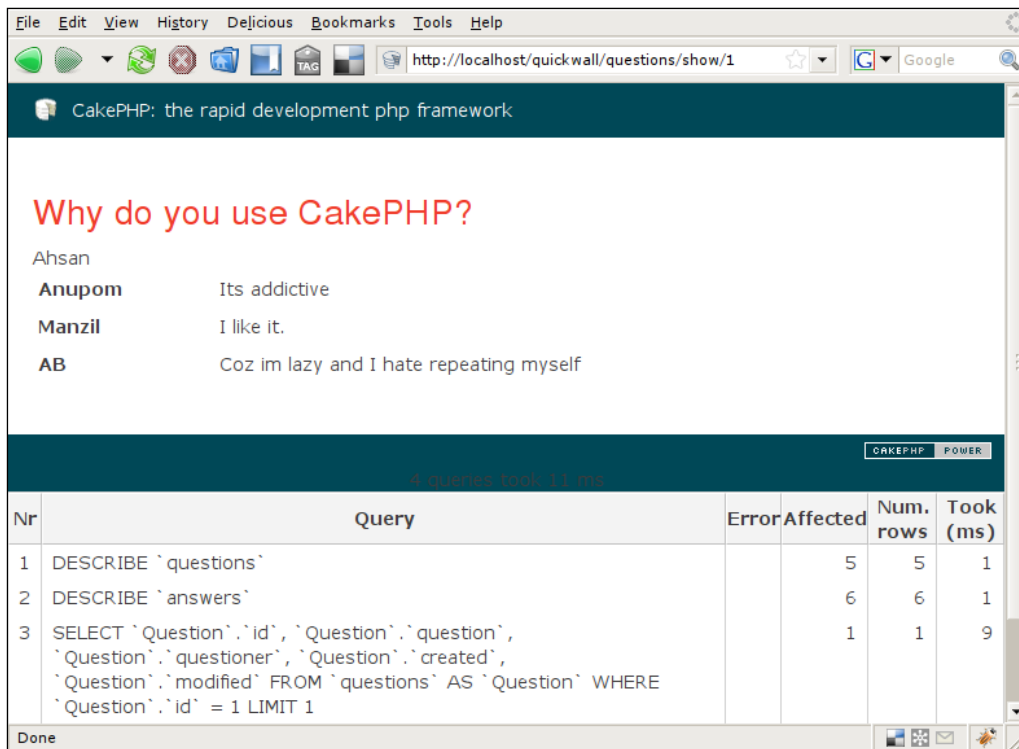 File Edit View History Delicious Bookmarks Tools Help
TAG http://localhost/quickwall/questions/show/1 G Google
CakePHP: the rapid development php framework
Why do you use CakePHP?
Ahsan
Anupom Its addictive
Manzil I like it.
AB Coz im lazy and I hate repeating myself
CAKEPHP POWER
4 queries took 11 ms
Nr Query Error Affected Num. rows Took (ms)
1 DESCRIBE `questions` 5 5 1
2 DESCRIBE `answers` 6 6 1
3 SELECT `Question`.`id`, `Question`.`question`, 1 1 9
`Question`.`questioner`, `Question`.`created`,
`Question`.`modified` FROM `questions` AS `Question` WHERE
`Question`.`id` = 1 LIMIT 1
Done